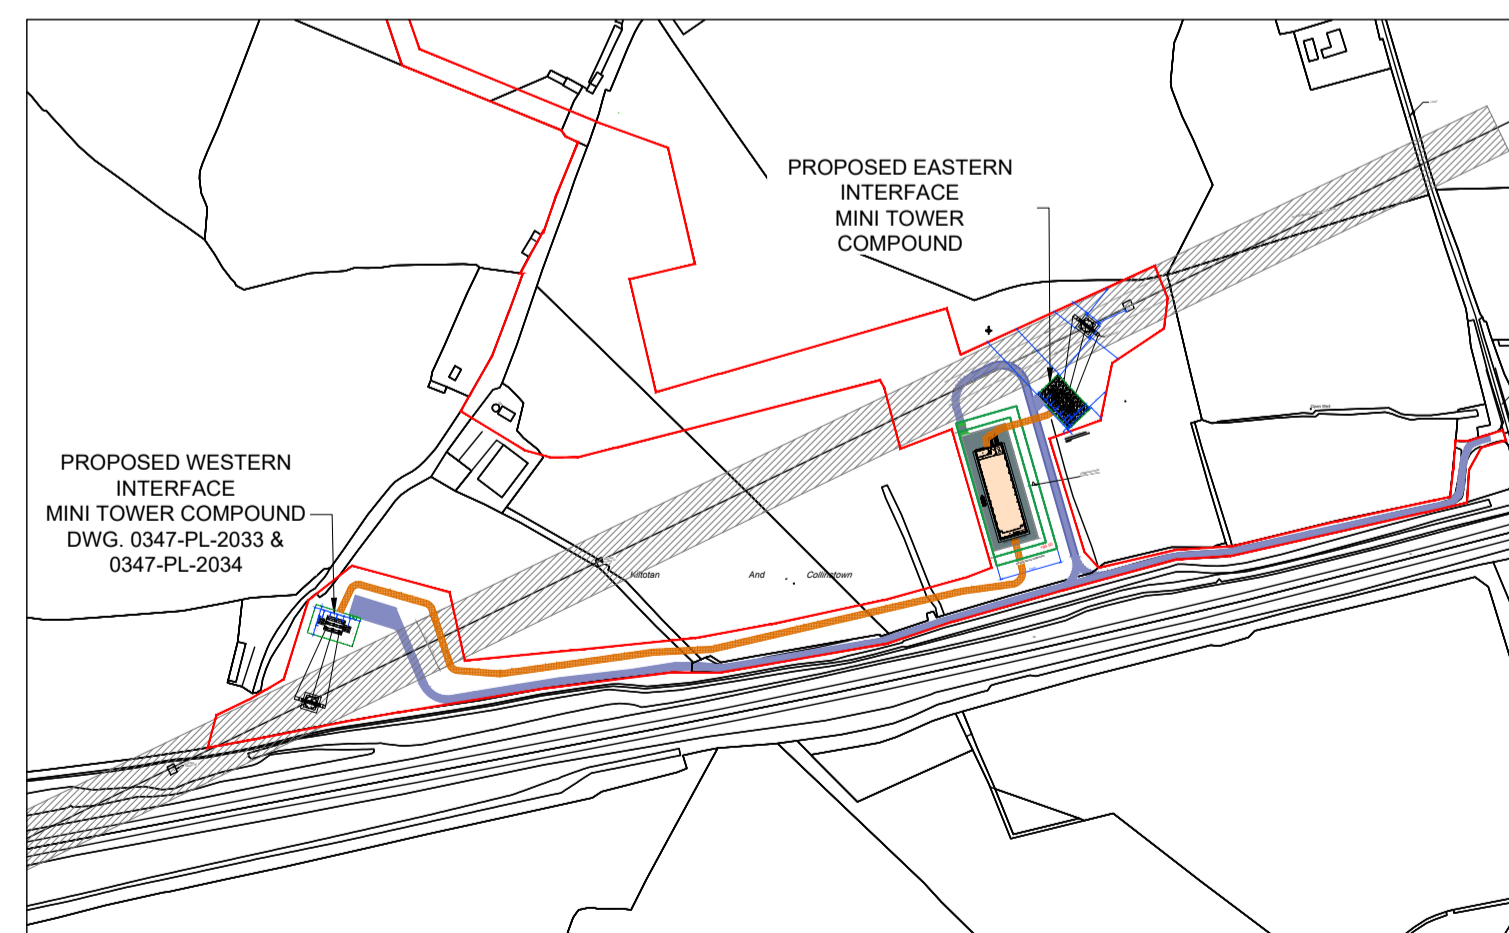 PROPOSED EASTERN
INTERFACE
MINI TOWER
COMPOUND
PROPOSED WESTERN
INTERFACE
MINI TOWER COMPOUND
DWG. 0347-PL-2033 &
0347-PL-2034
Kiltotan And Collinstown